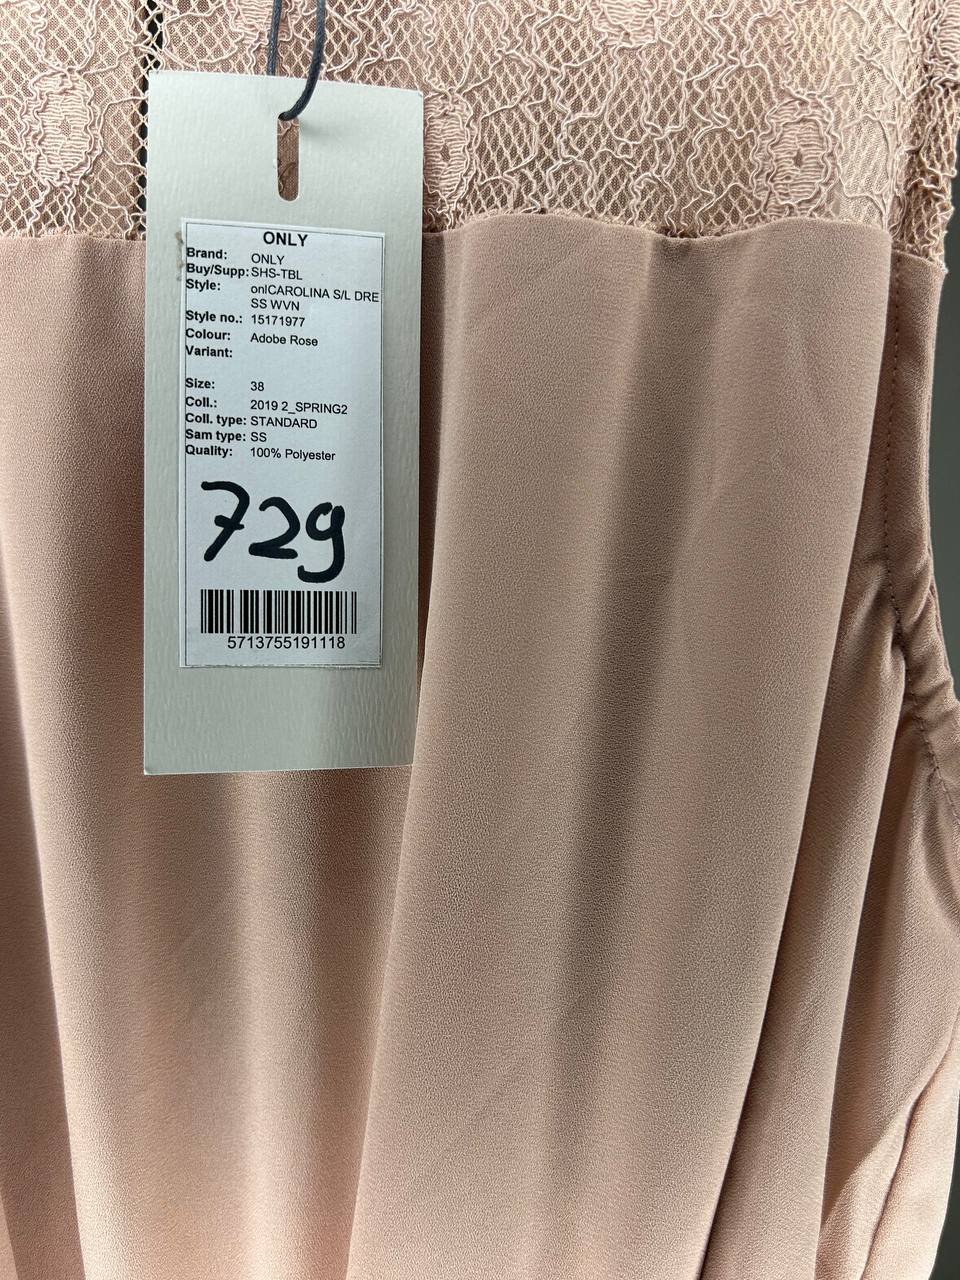 ONLY
Brand: ONLY
Buy/Supp: SHS-TBL
Style: onlCAROLINA S/L DRE
SS WVN
Style no.: 15171977
Colour: Adobe Rose
Variant:
Size: 38
Coll.: 2019 2_SPRING2
Coll. type: STANDARD
Sam type: SS
Quality: 100% Polyester
729
5713755191118